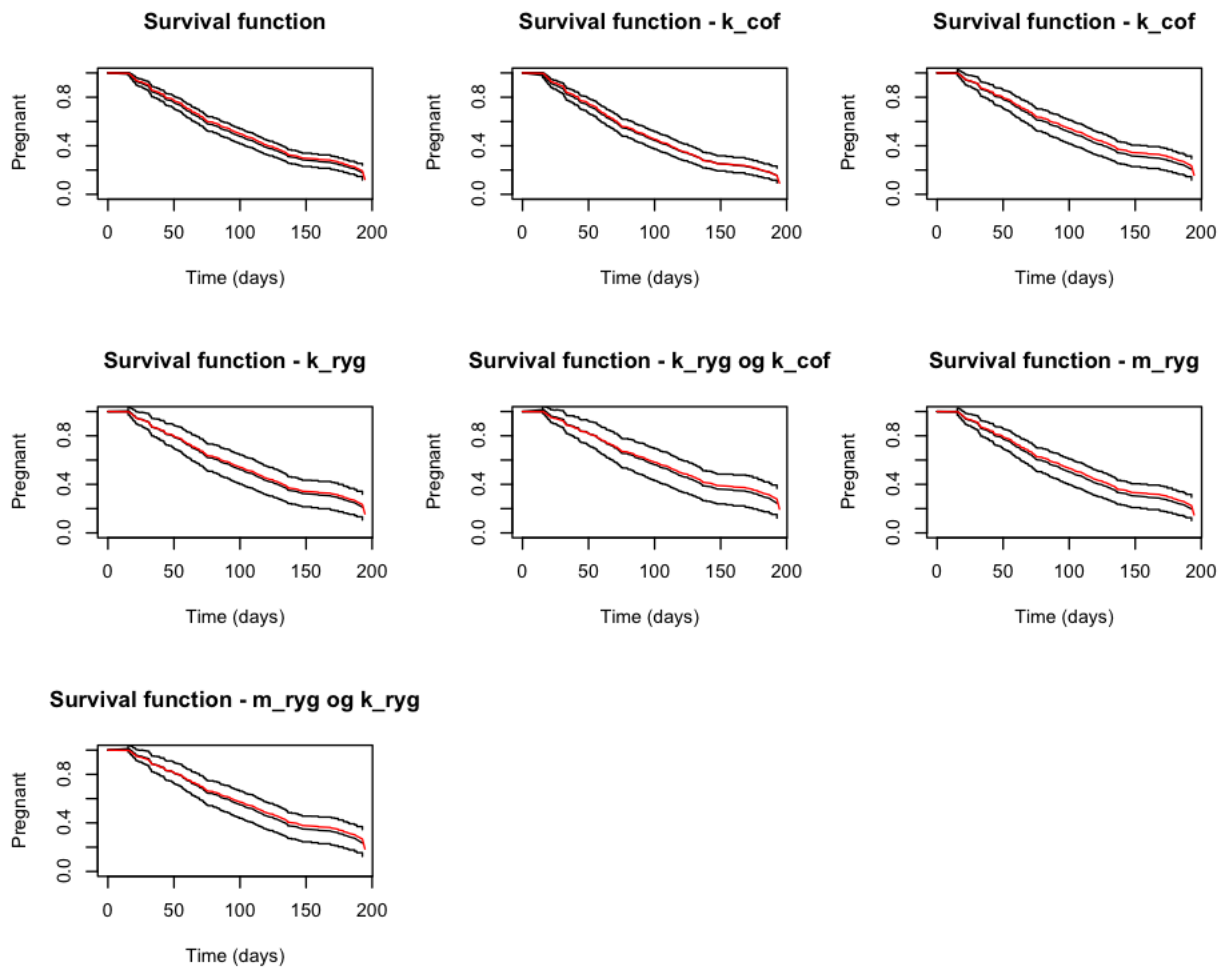 Survival function
Pregnant
0.0 0.4 0.8
0 50 100 150 200
Time (days)
Survival function - k_cof
Pregnant
0.0 0.4 0.8
0 50 100 150 200
Time (days)
Survival function - k_cof
Pregnant
0.0 0.4 0.8
0 50 100 150 200
Time (days)
Survival function - k_ryg
Pregnant
0.0 0.4 0.8
0 50 100 150 200
Time (days)
Survival function - k_ryg og k_cof
Pregnant
0.0 0.4 0.8
0 50 100 150 200
Time (days)
Survival function - m_ryg
Pregnant
0.0 0.4 0.8
0 50 100 150 200
Time (days)
Survival function - m_ryg og k_ryg
Pregnant
0.0 0.4 0.8
0 50 100 150 200
Time (days)